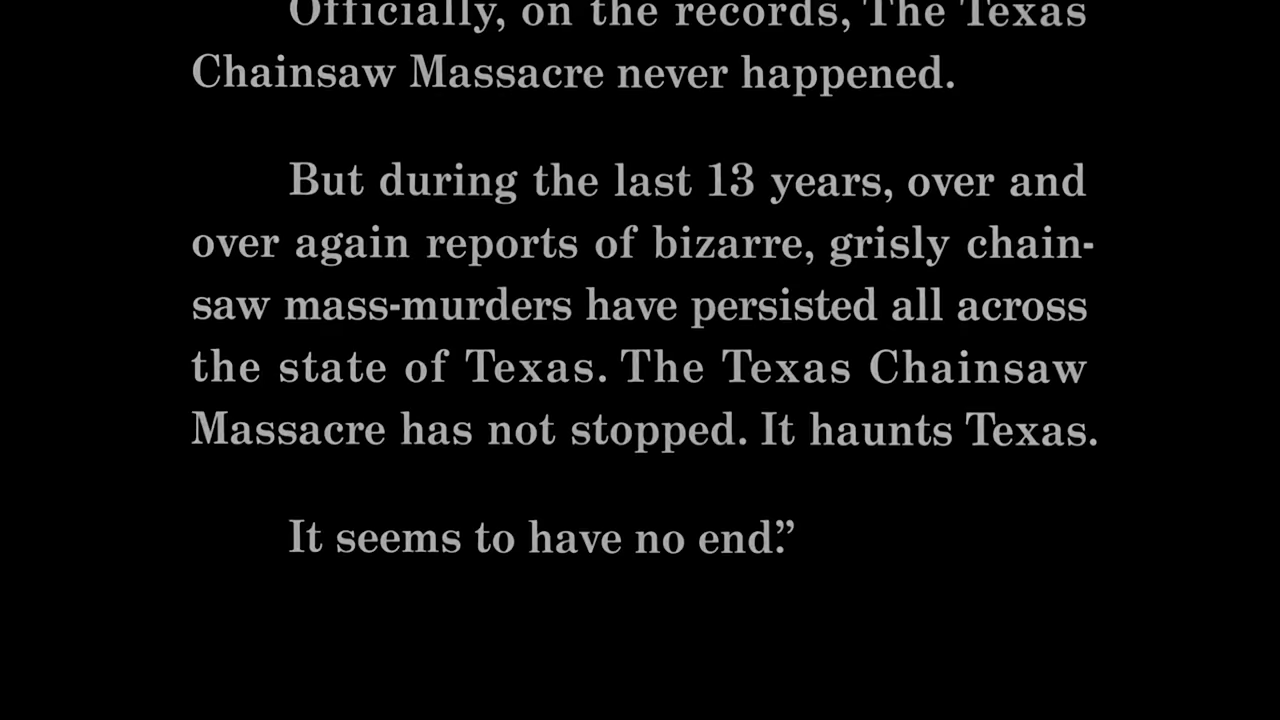 Officially, on the records, The Texas
Chainsaw Massacre never happened.
But during the last 13 years, over and
over again reports of bizarre, grisly chain-
saw mass-murders have persisted all across
the state of Texas. The Texas Chainsaw
Massacre has not stopped. It haunts Texas.
It seems to have no end.”